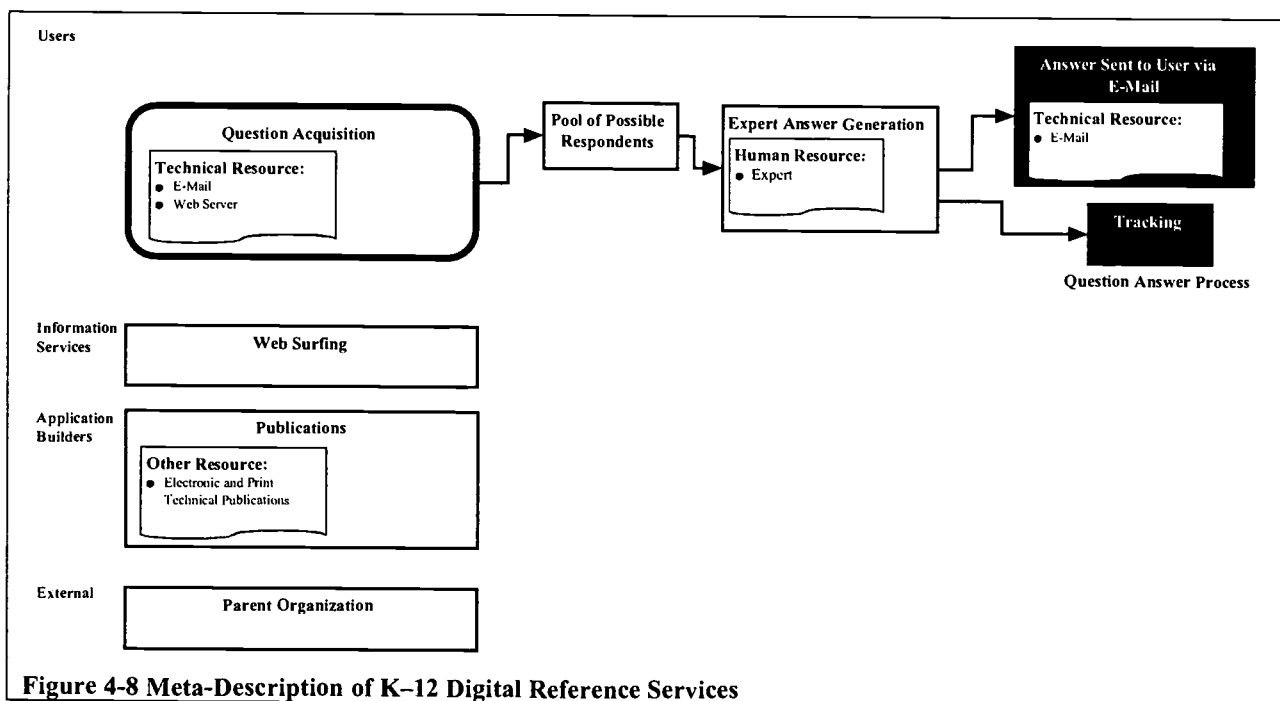 Users
Question Acquisition
Technical Resource:
● E-Mail
● Web Server
Pool of Possible
Respondents
Expert Answer Generation
Human Resource:
● Expert
Answer Sent to User via
E-Mail
Technical Resource:
● E-Mail
Tracking
Question Answer Process
Information
Services
Web Surfing
Application
Builders
Publications
Other Resource:
● Electronic and Print
Technical Publications
External
Parent Organization
Figure 4-8 Meta-Description of K–12 Digital Reference Services